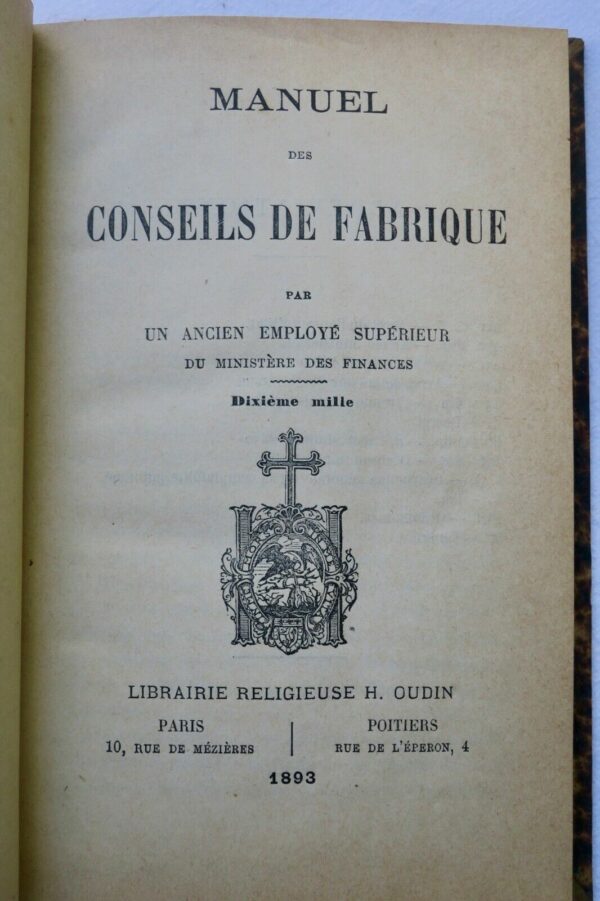 MANUEL
DES
CONSEILS DE FABRIQUE
PAR
UN ANCIEN EMPLOYÉ SUPÉRIEUR
DU MINISTÈRE DES FINANCES
Dixième mille
LIBRAIRIE RELIGIEUSE H. OUDIN
PARIS
10, RUE DE MÉZIÈRES
POITIERS
RUE DE L'ÉPERON, 4
1893